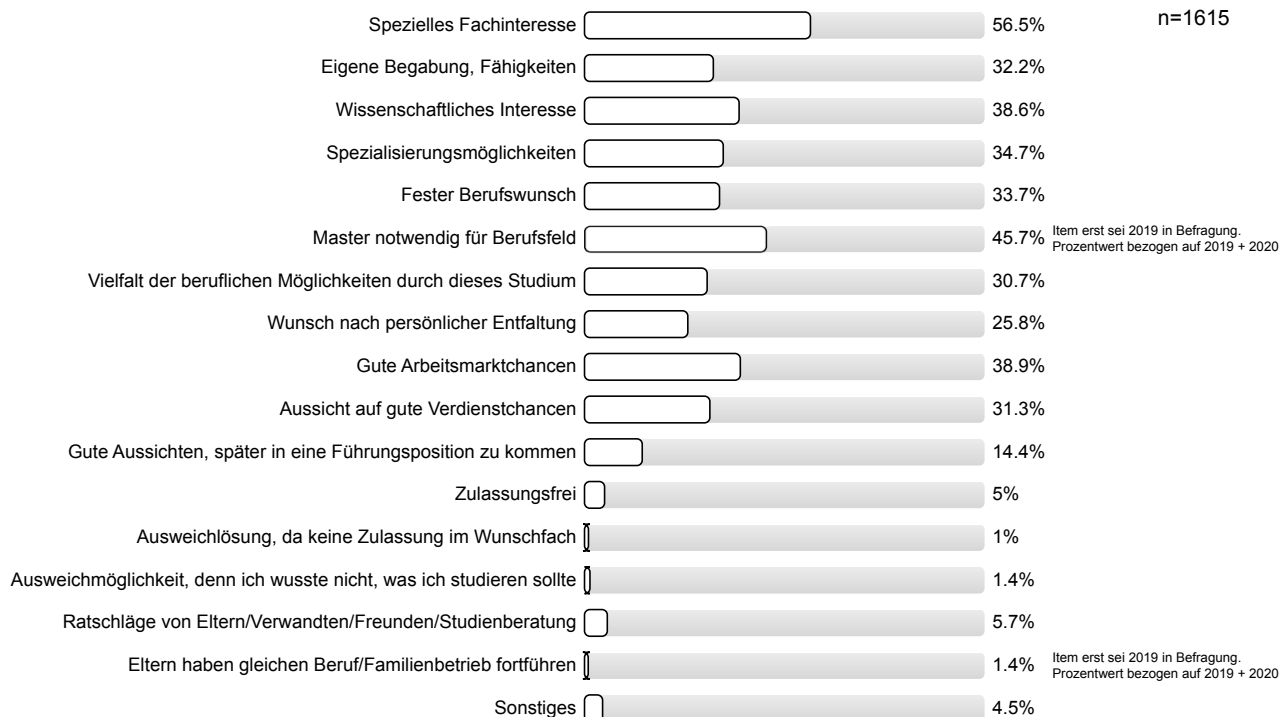 n=1615
Spezielles Fachinteresse 56.5%
Eigene Begabung, Fähigkeiten 32.2%
Wissenschaftliches Interesse 38.6%
Spezialisierungsmöglichkeiten 34.7%
Fester Berufswunsch 33.7%
Master notwendig für Berufsfeld 45.7%
Item erst sei 2019 in Befragung.
Prozentwert bezogen auf 2019 + 2020
Vielfalt der beruflichen Möglichkeiten durch dieses Studium 30.7%
Wunsch nach persönlicher Entfaltung 25.8%
Gute Arbeitsmarktchancen 38.9%
Aussicht auf gute Verdienstchancen 31.3%
Gute Aussichten, später in eine Führungsposition zu kommen 14.4%
Zulassungsfrei 5%
Ausweichlösung, da keine Zulassung im Wunschfach 1%
Ausweichmöglichkeit, denn ich wusste nicht, was ich studieren sollte 1.4%
Ratschläge von Eltern/Verwandten/Freunden/Studienberatung 5.7%
Eltern haben gleichen Beruf/Familienbetrieb fortführen 1.4%
Item erst sei 2019 in Befragung.
Prozentwert bezogen auf 2019 + 2020
Sonstiges 4.5%